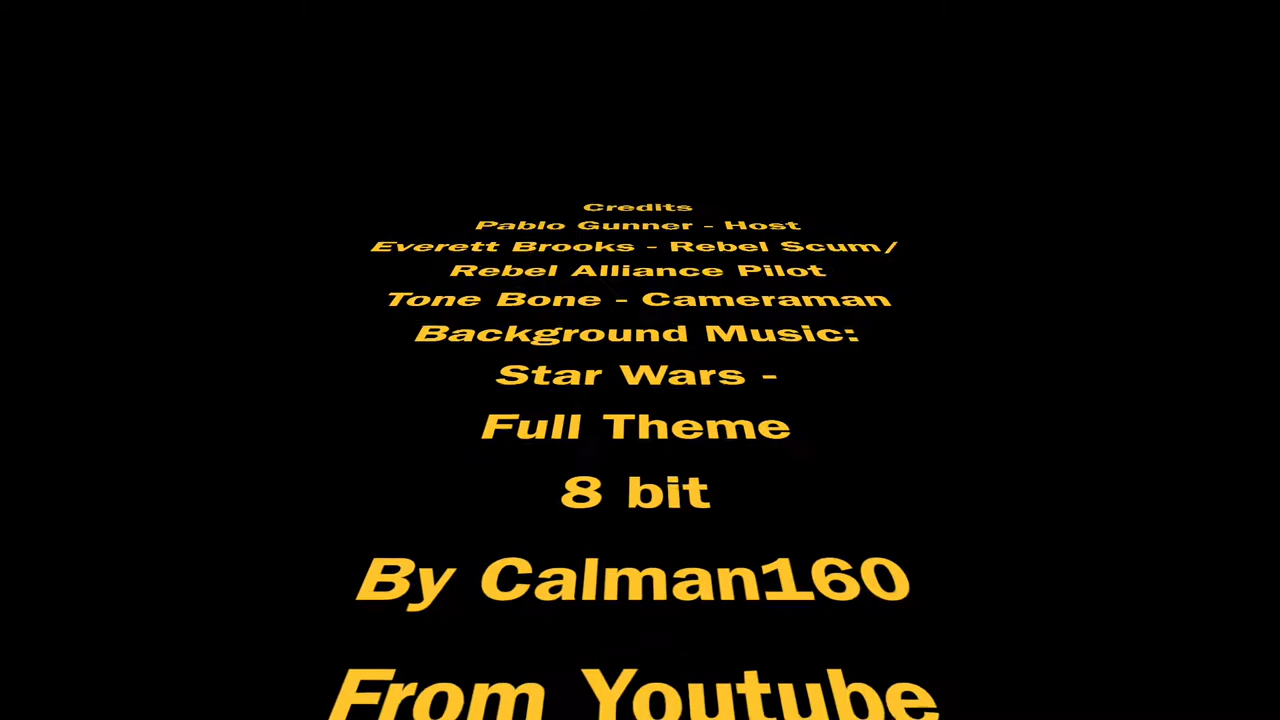 Credits
Pablo Gunner - Host
Everett Brooks - Rebel Scum/
Rebel Alliance Pilot
Tone Bone - Cameraman
Background Music:
Star Wars -
Full Theme
8 bit
By Calman160
From Youtube